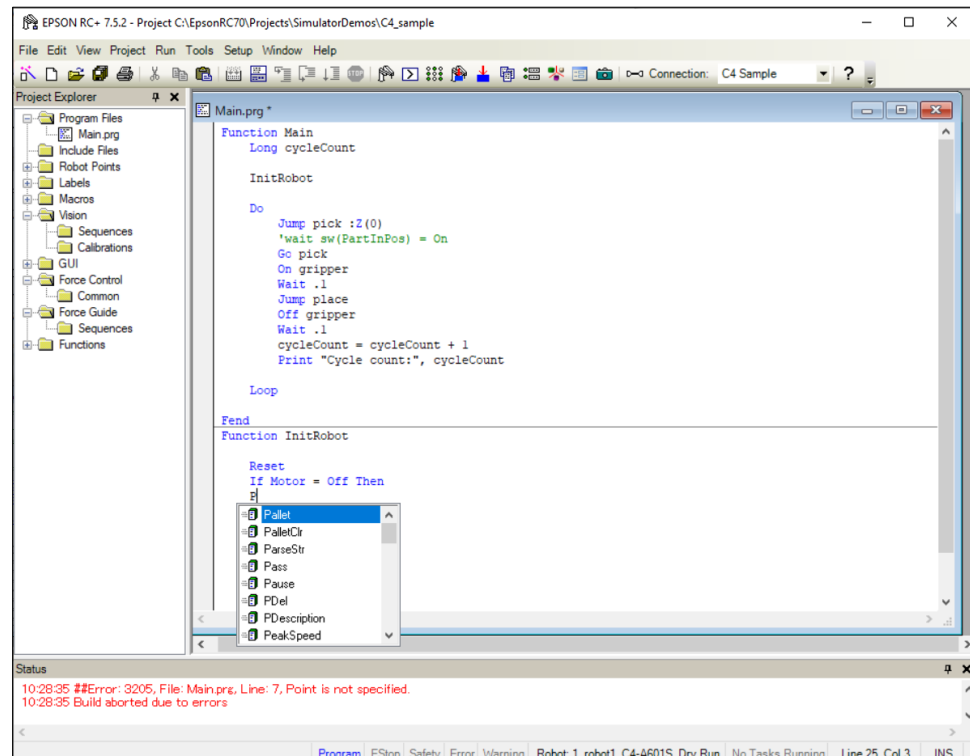 EPSON RC+ 7.5.2 - Project C:\EpsonRC70\Projects\SimulatorDemos\C4_sample
File Edit View Project Run Tools Setup Window Help
Connection: C4 Sample
Project Explorer
Program Files
Main.prg
Include Files
Robot Points
Labels
Macros
Vision
Sequences
Calibrations
GUI
Force Control
Common
Force Guide
Sequences
Functions
Main.prg *
Function Main
Long cycleCount
InitRobot
Do
Jump pick :Z(0)
'wait sw(PartInPos) = On
Go pick
On gripper
Wait .1
Jump place
Off gripper
Wait .1
cycleCount = cycleCount + 1
Print "Cycle count:", cycleCount
Loop
Fend
Function InitRobot
Reset
If Motor = Off Then
P
Pallet
PalletClr
ParseStr
Pass
Pause
PDel
PDescription
PeakSpeed
Status
10:28:35 ##Error: 3205, File: Main.prg, Line: 7, Point is not specified.
10:28:35 Build aborted due to errors
Program EStop Safety Error Warning Robot: 1, robot1, C4-A601S, Dry Run No Tasks Running Line 25, Col 3 INS